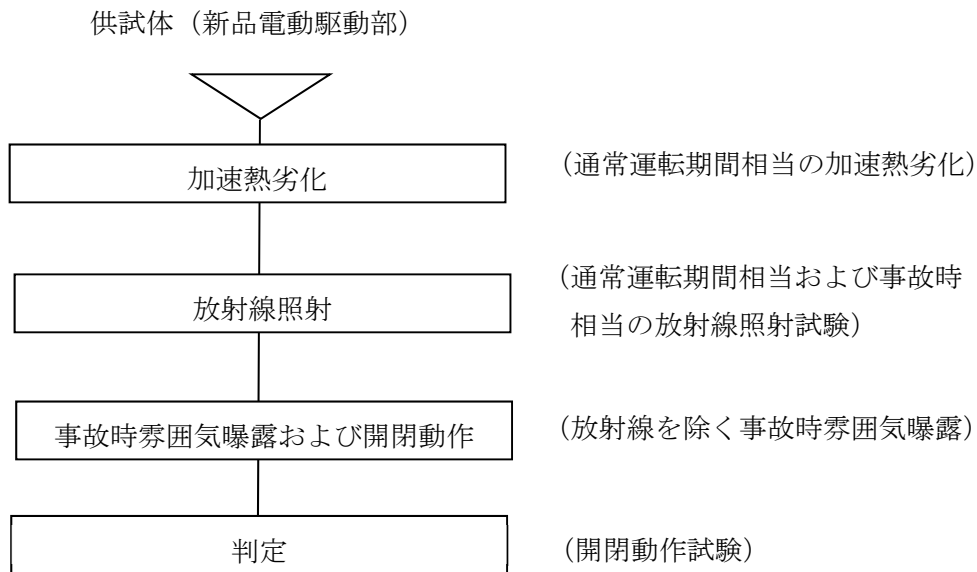 供試体（新品電動駆動部）
加速熱劣化
（通常運転期間相当の加速熱劣化）
放射線照射
（通常運転期間相当および事故時
相当の放射線照射試験）
事故時雰囲気曝露および開閉動作
（放射線を除く事故時雰囲気曝露）
判定
（開閉動作試験）